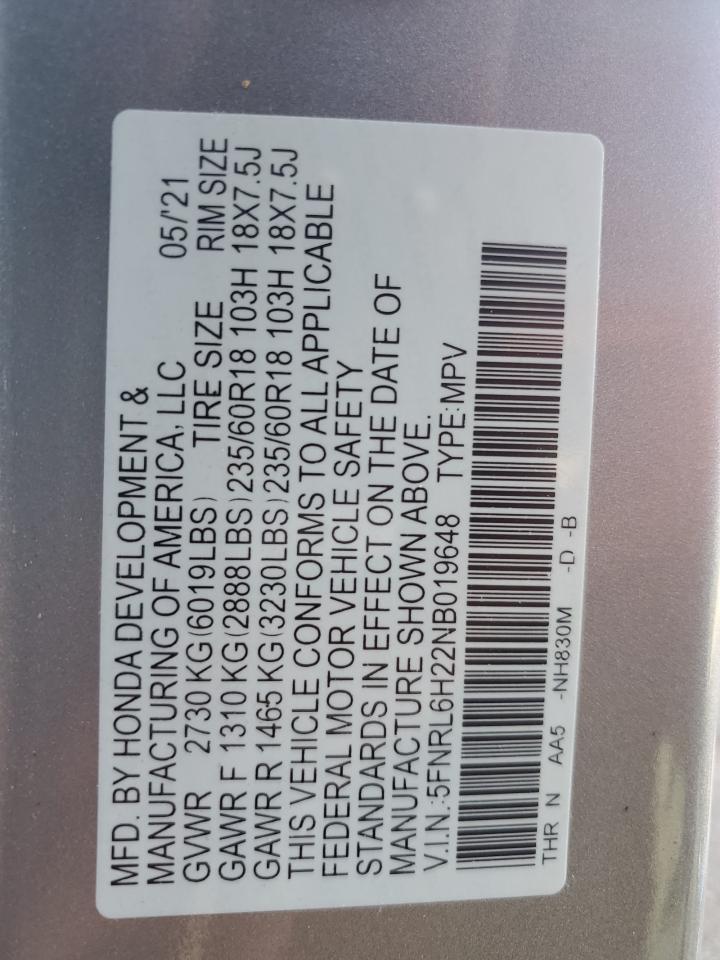 MFD. BY HONDA DEVELOPMENT &
MANUFACTURING OF AMERICA, LLC 05/'21
GVWR 2730 KG(6019LBS) TIRE SIZE RIM SIZE
GAWR F 1310 KG(2888LBS)235/60R18 103H 18X7.5J
GAWR R 1465 KG(3230LBS)235/60R18 103H 18X7.5J
THIS VEHICLE CONFORMS TO ALL APPLICABLE
FEDERAL MOTOR VEHICLE SAFETY
STANDARDS IN EFFECT ON THE DATE OF
MANUFACTURE SHOWN ABOVE.
V.I.N.:5FNRL6H22NB019648 TYPE:MPV
THR N AA5 -NH830M -D -B